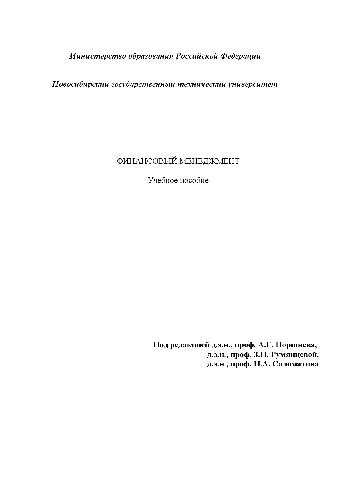 Министерство образования Российской Федерации
Новосибирский государственный технический университет
ФИНАНСОВЫЙ МЕНЕДЖМЕНТ
Учебное пособие
Под редакцией д.э.н., проф. А.Г. Поршнева,
д.э.н., проф. З.П. Румянцевой,
д.э.н., проф. Н.А. Саломатина